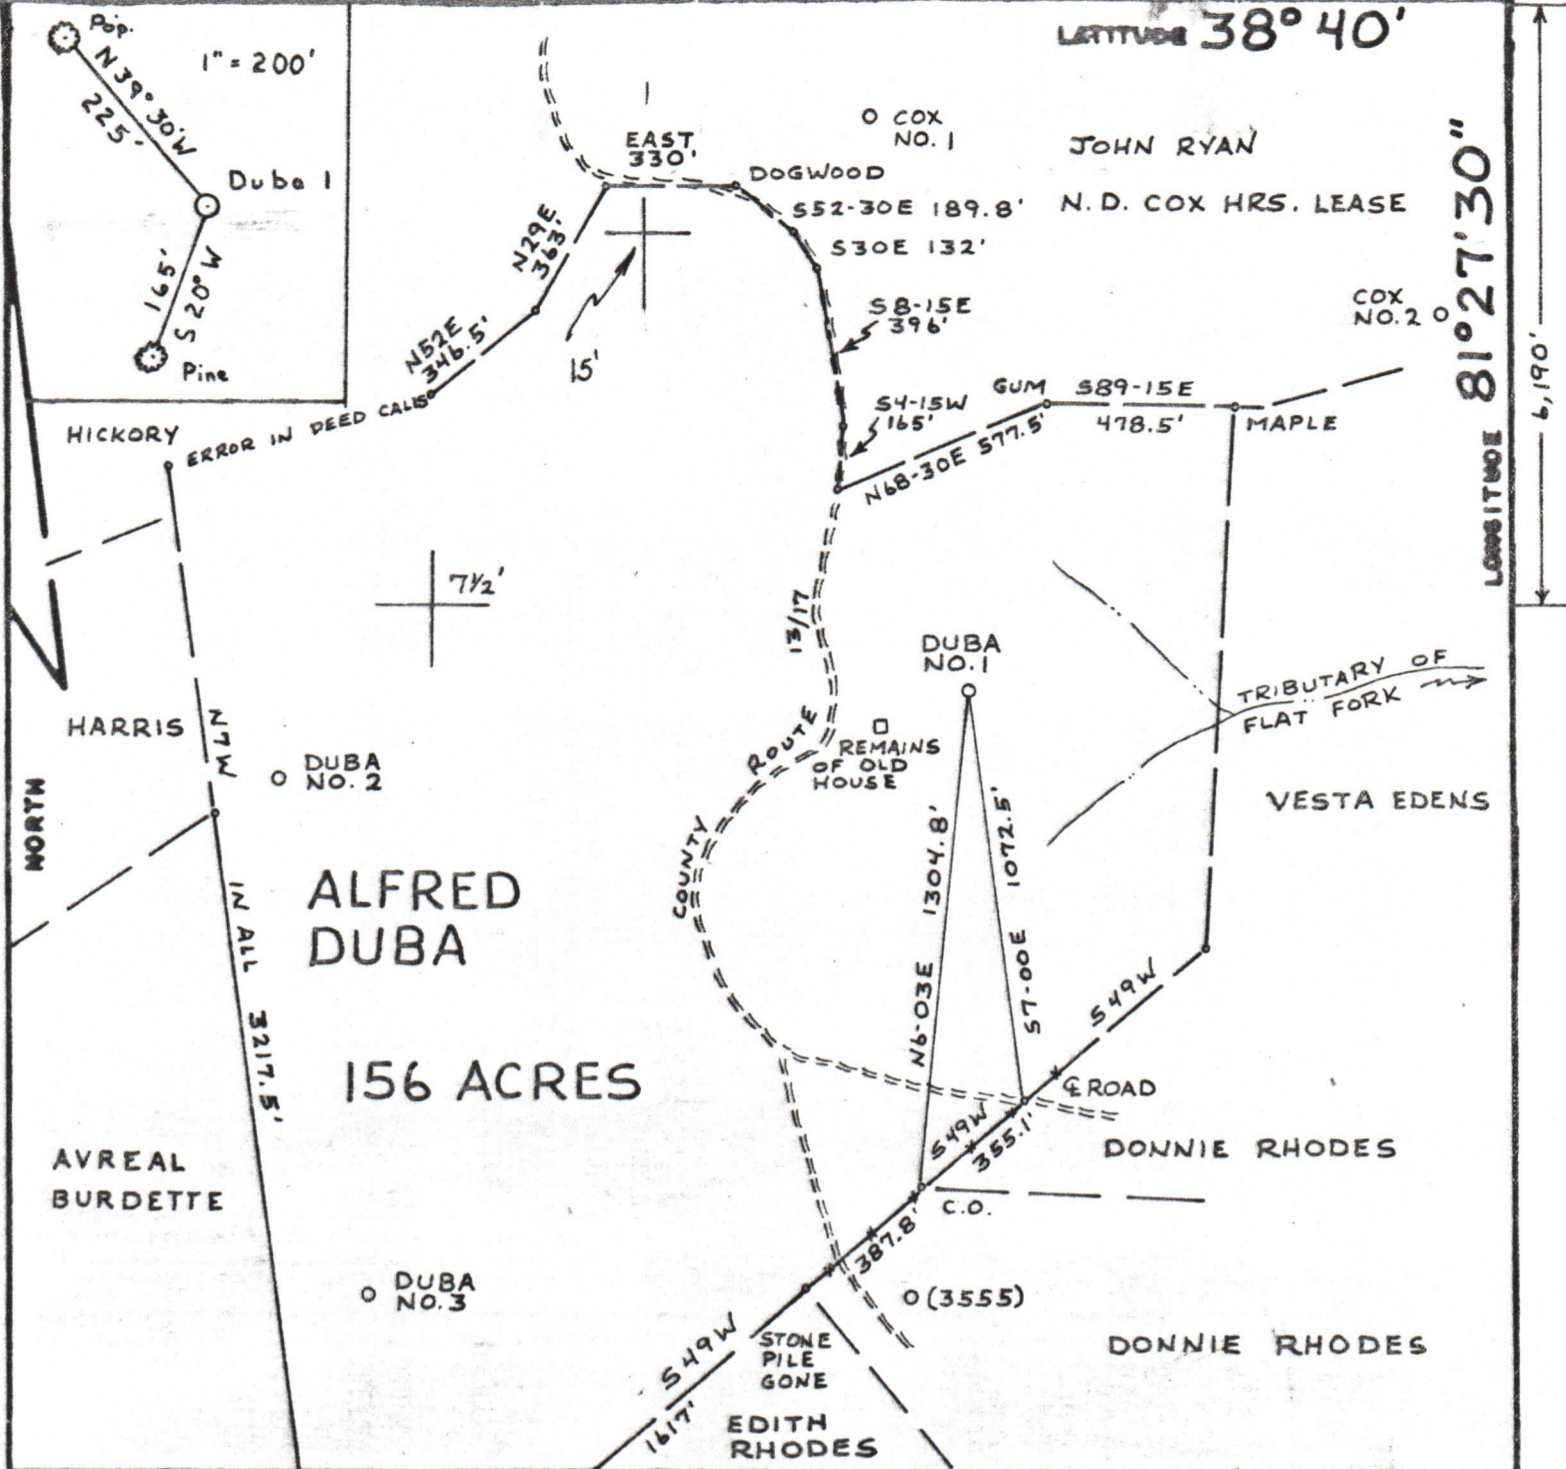 Pop.
N 39° 30' W
225'
1" = 200'
Duba 1
165'
S 20° W
Pine
LATITUDE 38° 40'
LONGITUDE 81° 27' 30"
6,190'
COX
NO. 1
JOHN RYAN
N. D. COX HRS. LEASE
COX
NO. 2
EAST
330'
DOGWOOD
S52-30E 189.8'
S30E 132'
N29E
363'
S8-15E
396'
15'
N52E
346.5'
S4-15W
165'
GUM
S89-15E
478.5'
MAPLE
N68-30E 577.5'
HICKORY
ERROR IN DEED CALLS
7½'
COUNTY ROUTE 13/17
DUBA
NO. 1
TRIBUTARY OF
FLAT FORK
REMAINS
OF OLD
HOUSE
HARRIS
N7W
IN ALL 3217.5'
DUBA
NO. 2
NORTH
VESTA EDENS
ALFRED
DUBA
156 ACRES
N6-03E 1304.8'
S7-00E 1072.5'
S49W
℄ ROAD
S49W
355.1'
DONNIE RHODES
C.O.
387.8'
AVREAL
BURDETTE
DUBA
NO. 3
(3555)
DONNIE RHODES
STONE
PILE
GONE
S49W
1617'
EDITH
RHODES